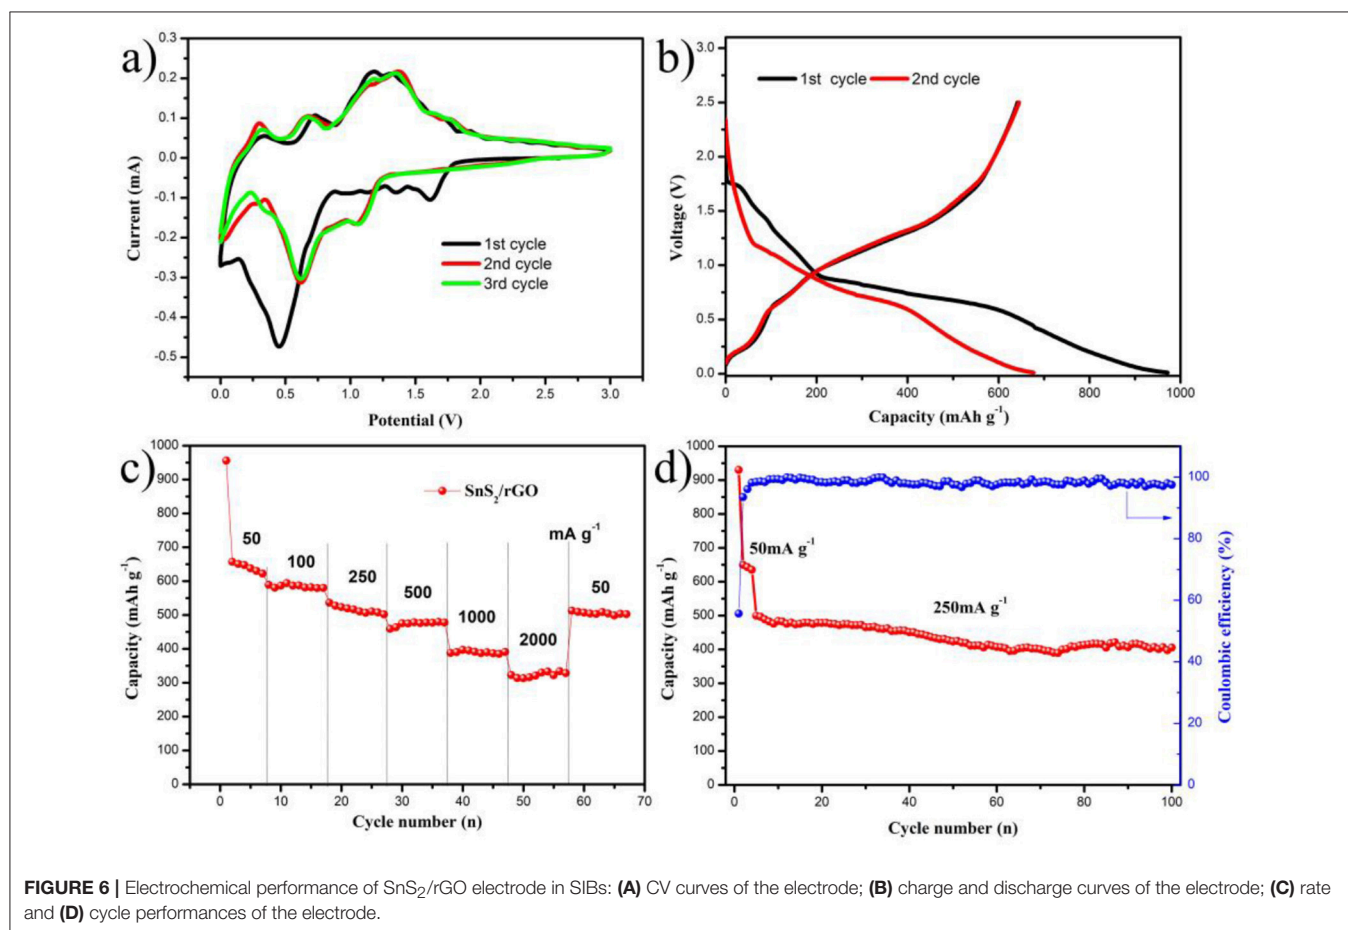 a)
0.3
0.2
0.1
0.0
-0.1
-0.2
-0.3
-0.4
-0.5
Current (mA)
1st cycle
2nd cycle
3rd cycle
0.0 0.5 1.0 1.5 2.0 2.5 3.0
Potential (V)
b)
3.0
2.5
2.0
1.5
1.0
0.5
0.0
Voltage (V)
1st cycle 2nd cycle
0 200 400 600 800 1000
Capacity (mAh g-1)
c)
1000
900
800
700
600
500
400
300
200
100
0
Capacity (mAh g-1)
SnS2/rGO
mA g-1
50 100 250 500 1000 2000 50
0 10 20 30 40 50 60 70
Cycle number (n)
d)
1000
900
800
700
600
500
400
300
200
100
0
Capacity (mAh g-1)
50mA g-1
250mA g-1
100
80
60
40
20
0
Coulombic efficiency (%)
0 20 40 60 80 100
Cycle number (n)
FIGURE 6 | Electrochemical performance of SnS2/rGO electrode in SIBs: (A) CV curves of the electrode; (B) charge and discharge curves of the electrode; (C) rate
and (D) cycle performances of the electrode.